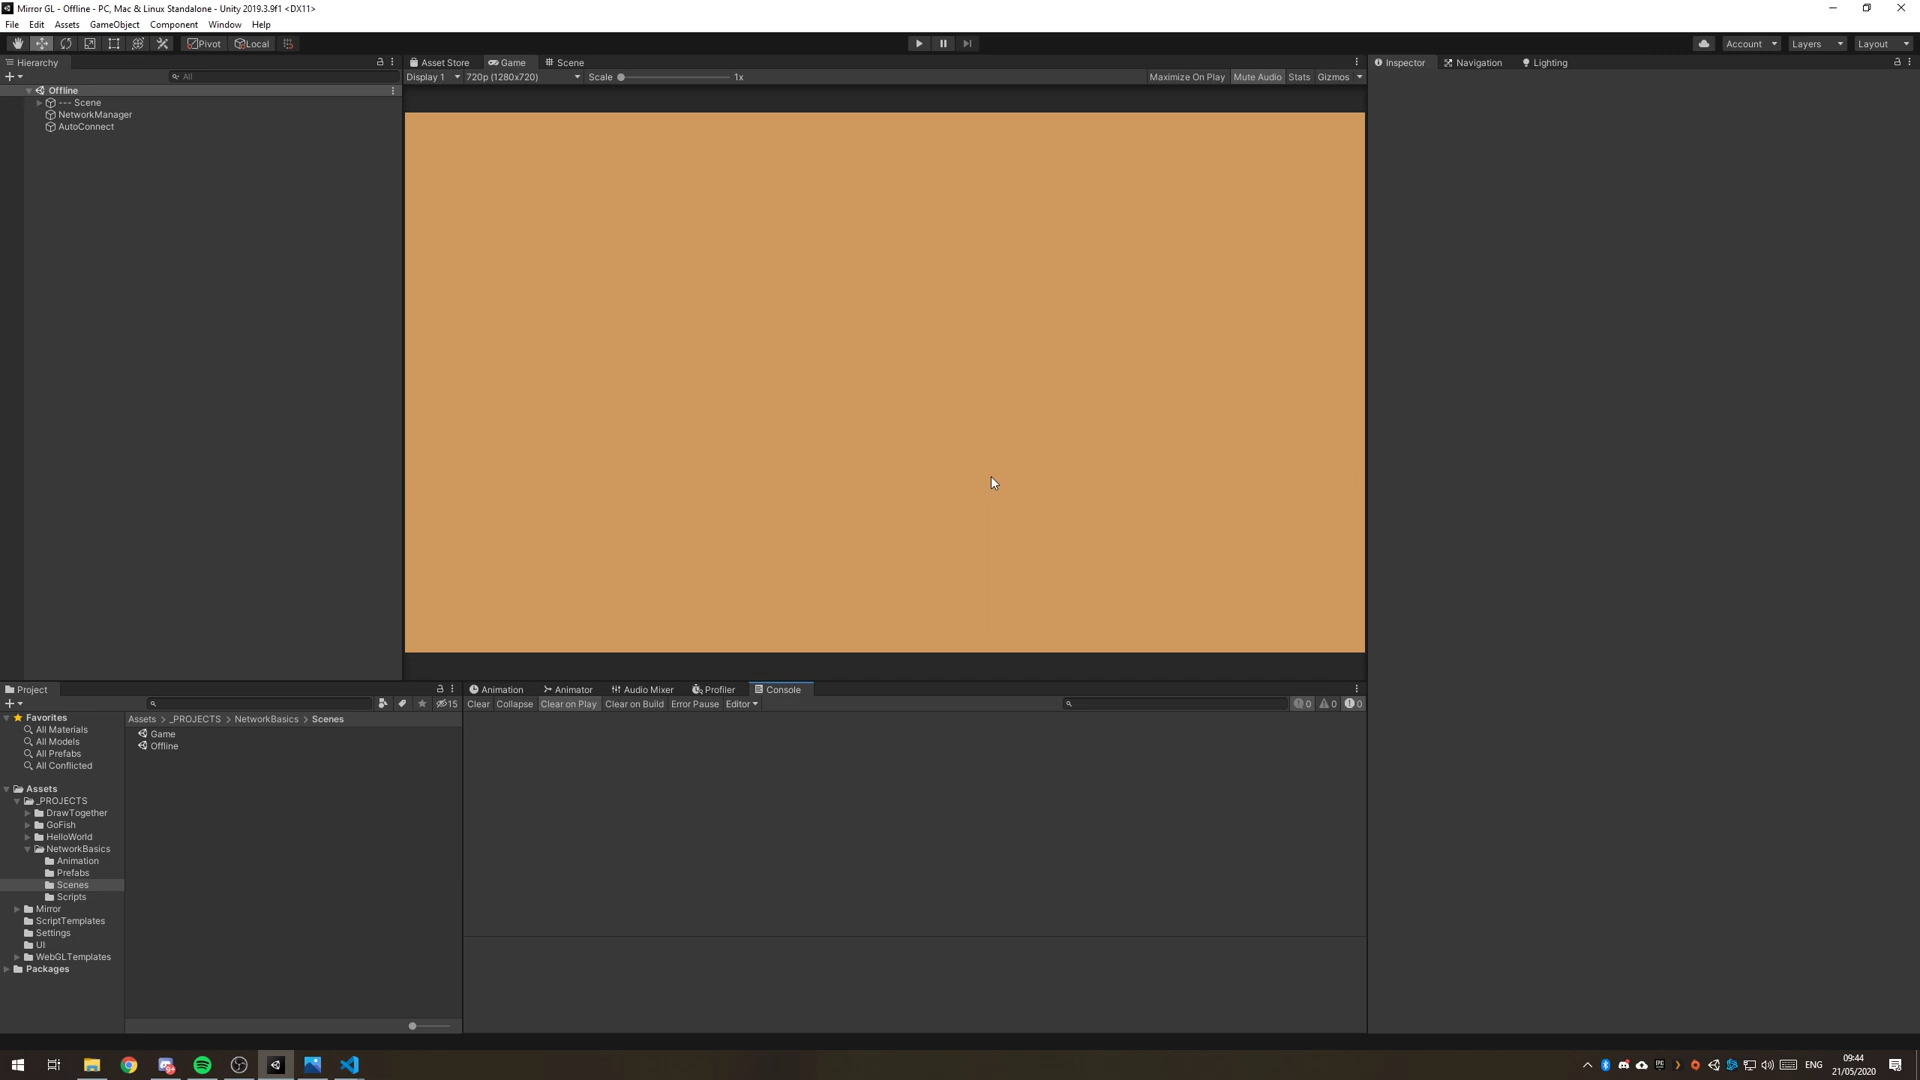 Mirror GL - Offline - PC, Mac & Linux Standalone - Unity 2019.3.9f1 <DX11>
File Edit Assets GameObject Component Window Help
Pivot Local Account Layers Layout
Hierarchy Asset Store Game Scene Inspector Navigation Lighting
All Display 1 720p (1280x720) Scale 1x Maximize On Play Mute Audio Stats Gizmos
Offline
--- Scene
NetworkManager
AutoConnect
Project Animation Animator Audio Mixer Profiler Console
15 Clear Collapse Clear on Play Clear on Build Error Pause Editor 0 0 0
Favorites
All Materials
All Models
All Prefabs
All Conflicted
Assets
_PROJECTS
DrawTogether
GoFish
HelloWorld
NetworkBasics
Animation
Prefabs
Scenes
Scripts
Mirror
ScriptTemplates
Settings
UI
WebGLTemplates
Packages
Assets > _PROJECTS > NetworkBasics > Scenes
Game
Offline
ENG
09:44
21/05/2020